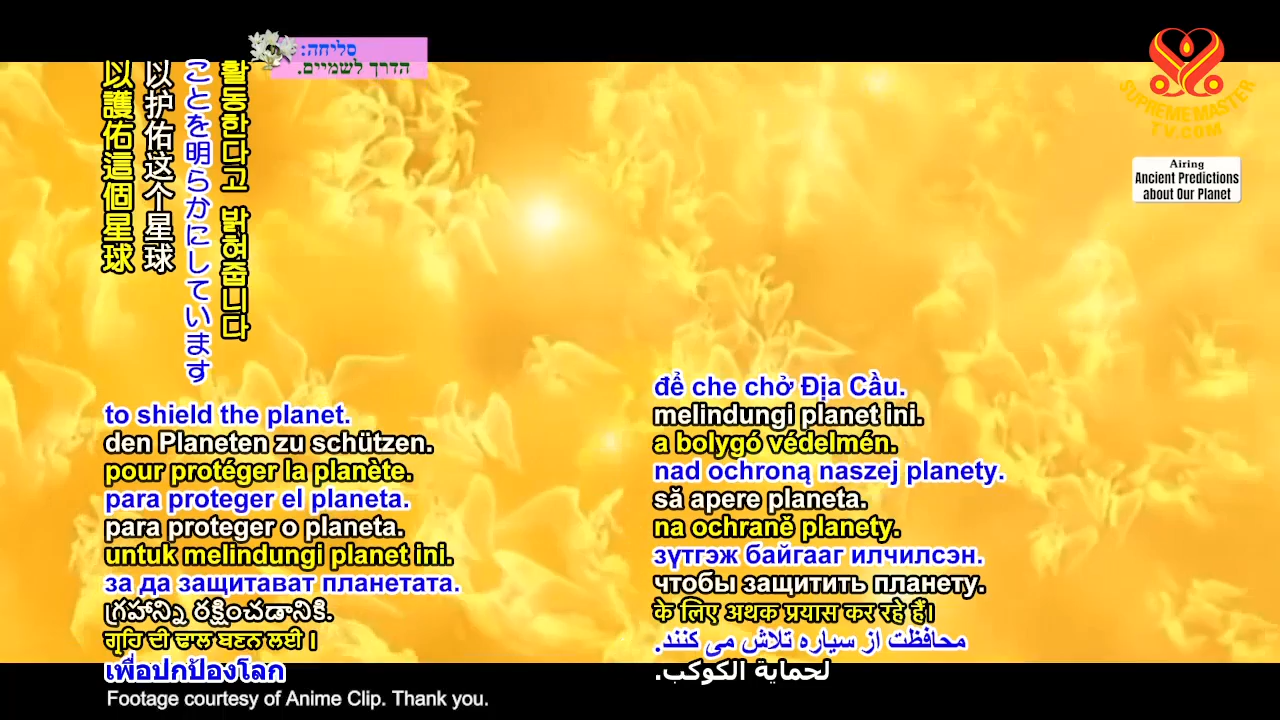 סליחה:
הדרך לשמיים.
SUPREME MASTER
TV.COM
Airing
Ancient Predictions
about Our Planet
以護佑這個星球
以护佑这个星球
ことを明らかにしています
활동한다고 밝혀줍니다
to shield the planet.
den Planeten zu schützen.
pour protéger la planète.
para proteger el planeta.
para proteger o planeta.
untuk melindungi planet ini.
за да защитават планетата.
గ్రహాన్ని రక్షించడానికి.
ਗ੍ਰਹਿ ਦੀ ਢਾਲ ਬਣਨ ਲਈ।
เพื่อปกป้องโลก
để che chở Địa Cầu.
melindungi planet ini.
a bolygó védelmén.
nad ochroną naszej planety.
să apere planeta.
na ochraně planety.
зүтгэж байгааг илчилсэн.
чтобы защитить планету.
के लिए अथक प्रयास कर रहे हैं।
محافظت از سیاره تلاش می کنند.
لحماية الكوكب.
Footage courtesy of Anime Clip. Thank you.